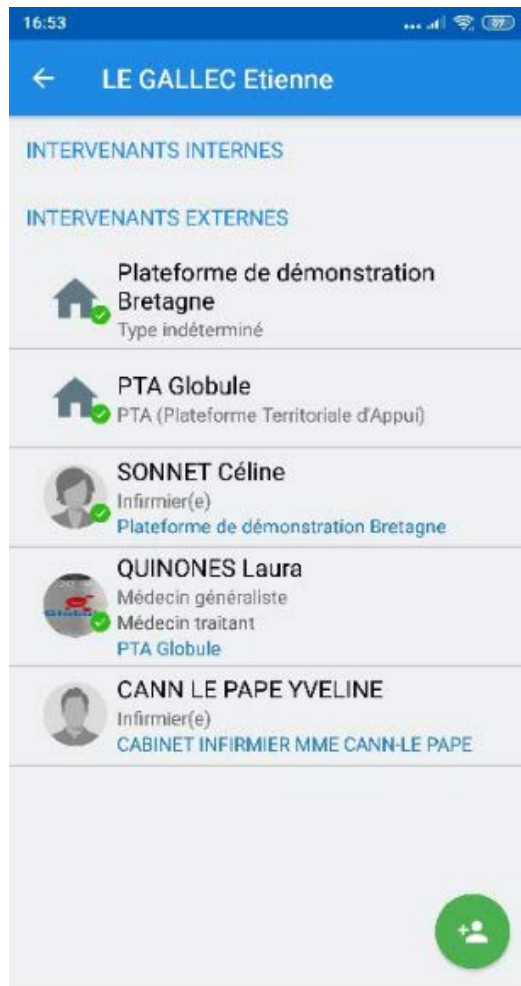 16:53
LE GALLEC Etienne
INTERVENANTS INTERNES
INTERVENANTS EXTERNES
Plateforme de démonstration
Bretagne
Type indéterminé
PTA Globule
PTA (Plateforme Territoriale d'Appui)
SONNET Céline
Infirmier(e)
Plateforme de démonstration Bretagne
QUINONES Laura
Médecin généraliste
Médecin traitant
PTA Globule
CANN LE PAPE YVELINE
Infirmier(e)
CABINET INFIRMIER MME CANN-LE PAPE